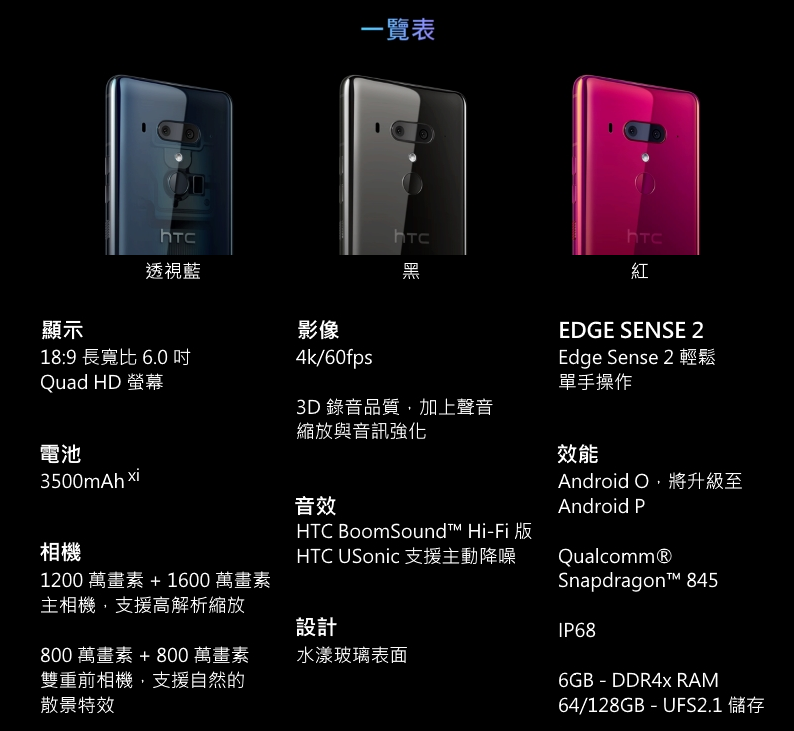 一覽表
hTC
hTC
hTC
透視藍
黑
紅
顯示
18:9 長寬比 6.0 吋
Quad HD 螢幕
電池
3500mAh xi
相機
1200 萬畫素 + 1600 萬畫素
主相機，支援高解析縮放
800 萬畫素 + 800 萬畫素
雙重前相機，支援自然的
散景特效
影像
4k/60fps
3D 錄音品質，加上聲音
縮放與音訊強化
音效
HTC BoomSound™ Hi-Fi 版
HTC USonic 支援主動降噪
設計
水漾玻璃表面
EDGE SENSE 2
Edge Sense 2 輕鬆
單手操作
效能
Android O，將升級至
Android P
Qualcomm®
Snapdragon™ 845
IP68
6GB - DDR4x RAM
64/128GB - UFS2.1 儲存